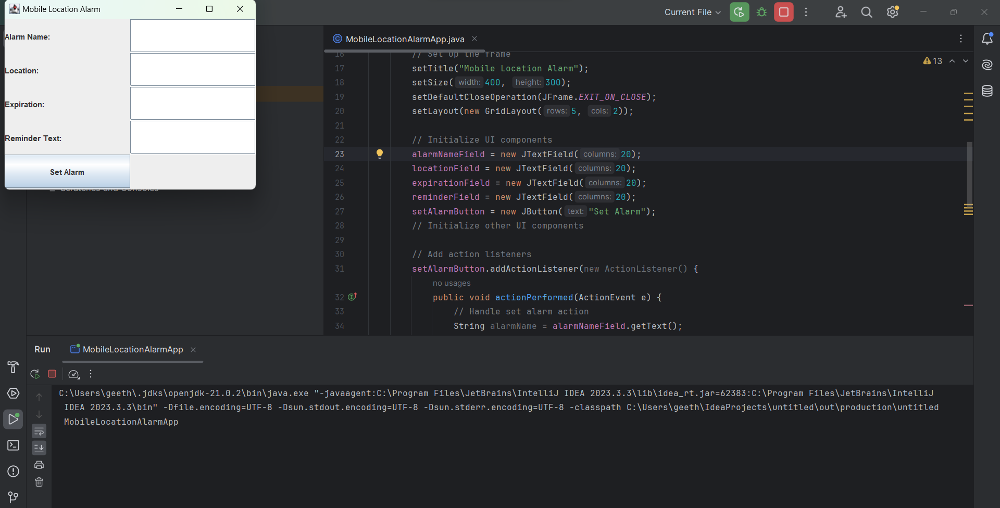 Mobile Location Alarm
Alarm Name:
Location:
Expiration:
Reminder Text:
Set Alarm
Scratches and Consoles
Current File
MobileLocationAlarmApp.java
13
16 // Set up the frame
17 setTitle("Mobile Location Alarm");
18 setSize( width: 400, height: 300);
19 setDefaultCloseOperation(JFrame.EXIT_ON_CLOSE);
20 setLayout(new GridLayout( rows: 5, cols: 2));
21
22 // Initialize UI components
23 alarmNameField = new JTextField( columns: 20);
24 locationField = new JTextField( columns: 20);
25 expirationField = new JTextField( columns: 20);
26 reminderField = new JTextField( columns: 20);
27 setAlarmButton = new JButton( text: "Set Alarm");
28 // Initialize other UI components
29
30 // Add action listeners
31 setAlarmButton.addActionListener(new ActionListener() {
no usages
32 public void actionPerformed(ActionEvent e) {
33 // Handle set alarm action
34 String alarmName = alarmNameField.getText();
Run MobileLocationAlarmApp
C:\Users\geeth\.jdks\openjdk-21.0.2\bin\java.exe "-javaagent:C:\Program Files\JetBrains\IntelliJ IDEA 2023.3.3\lib\idea_rt.jar=62383:C:\Program Files\JetBrains\IntelliJ
IDEA 2023.3.3\bin" -Dfile.encoding=UTF-8 -Dsun.stdout.encoding=UTF-8 -Dsun.stderr.encoding=UTF-8 -classpath C:\Users\geeth\IdeaProjects\untitled\out\production\untitled
MobileLocationAlarmApp